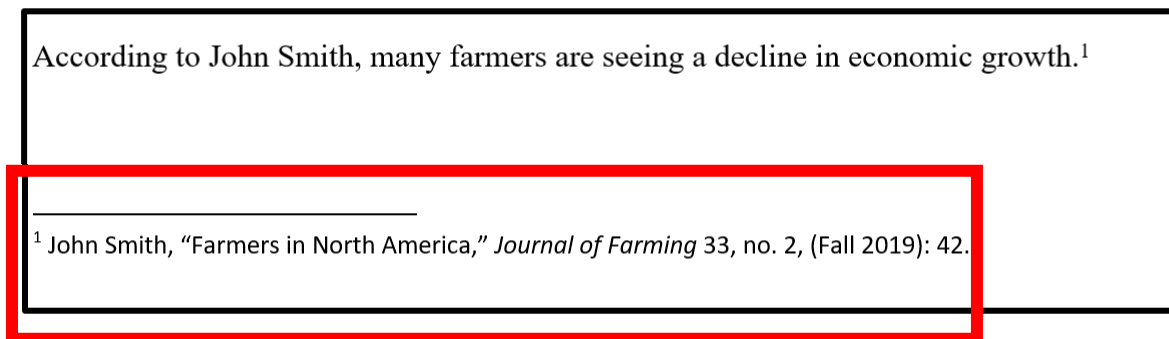 According to John Smith, many farmers are seeing a decline in economic growth.¹
¹ John Smith, “Farmers in North America,” Journal of Farming 33, no. 2, (Fall 2019): 42.